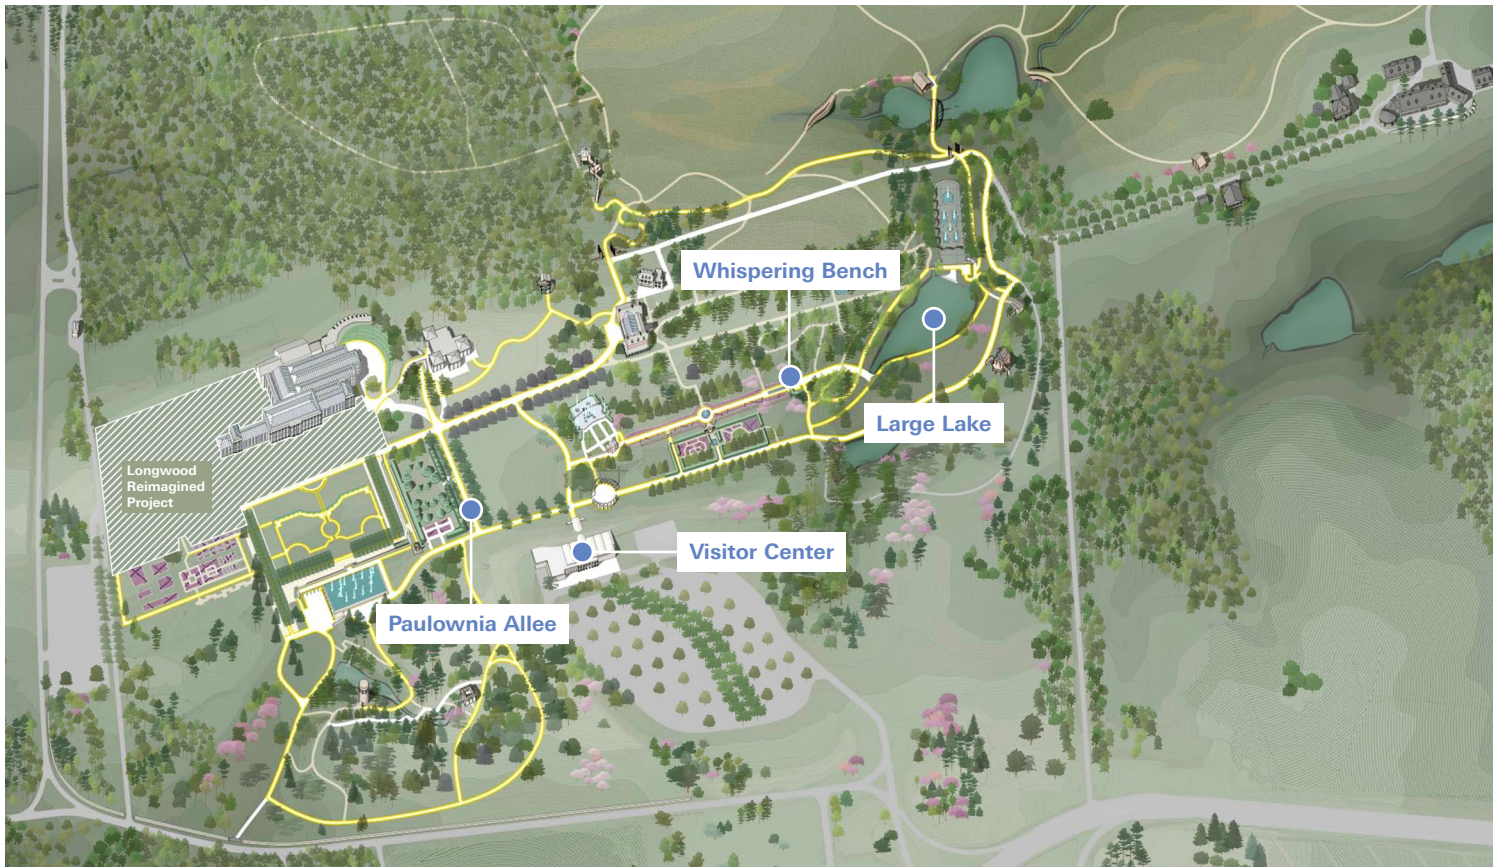 Whispering Bench
Large Lake
Longwood
Reimagined
Project
Visitor Center
Paulownia Allee